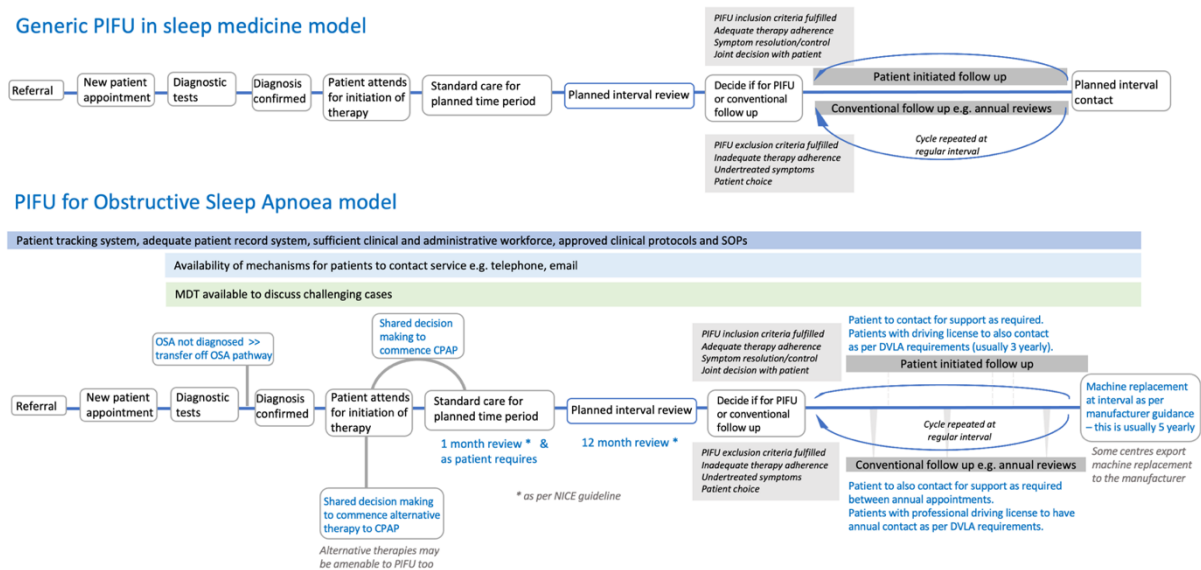 Generic PIFU in sleep medicine model
PIFU inclusion criteria fulfilled
Adequate therapy adherence
Symptom resolution/control
Joint decision with patient
Referral
New patient
appointment
Diagnostic
tests
Diagnosis
confirmed
Patient attends
for initiation of
therapy
Standard care for
planned time period
Planned interval review
Decide if for PIFU
or conventional
follow up
Patient initiated follow up
Conventional follow up e.g. annual reviews
Cycle repeated at
regular interval
Planned interval
contact
PIFU exclusion criteria fulfilled
Inadequate therapy adherence
Undertreated symptoms
Patient choice
PIFU for Obstructive Sleep Apnoea model
Patient tracking system, adequate patient record system, sufficient clinical and administrative workforce, approved clinical protocols and SOPs
Availability of mechanisms for patients to contact service e.g. telephone, email
MDT available to discuss challenging cases
OSA not diagnosed >>
transfer off OSA pathway
Shared decision
making to
commence CPAP
PIFU inclusion criteria fulfilled
Adequate therapy adherence
Symptom resolution/control
Joint decision with patient
Patient to contact for support as required.
Patients with driving license to also contact
as per DVLA requirements (usually 3 yearly).
Patient initiated follow up
Referral
New patient
appointment
Diagnostic
tests
Diagnosis
confirmed
Patient attends
for initiation of
therapy
Standard care for
planned time period
1 month review * &
as patient requires
Planned interval review
12 month review *
Decide if for PIFU
or conventional
follow up
Cycle repeated at
regular interval
Machine replacement
at interval as per
manufacturer guidance
– this is usually 5 yearly
Some centres export
machine replacement
to the manufacturer
PIFU exclusion criteria fulfilled
Inadequate therapy adherence
Undertreated symptoms
Patient choice
Conventional follow up e.g. annual reviews
Patient to also contact for support as required
between annual appointments.
Patients with professional driving license to have
annual contact as per DVLA requirements.
* as per NICE guideline
Shared decision making
to commence alternative
therapy to CPAP
Alternative therapies may
be amenable to PIFU too